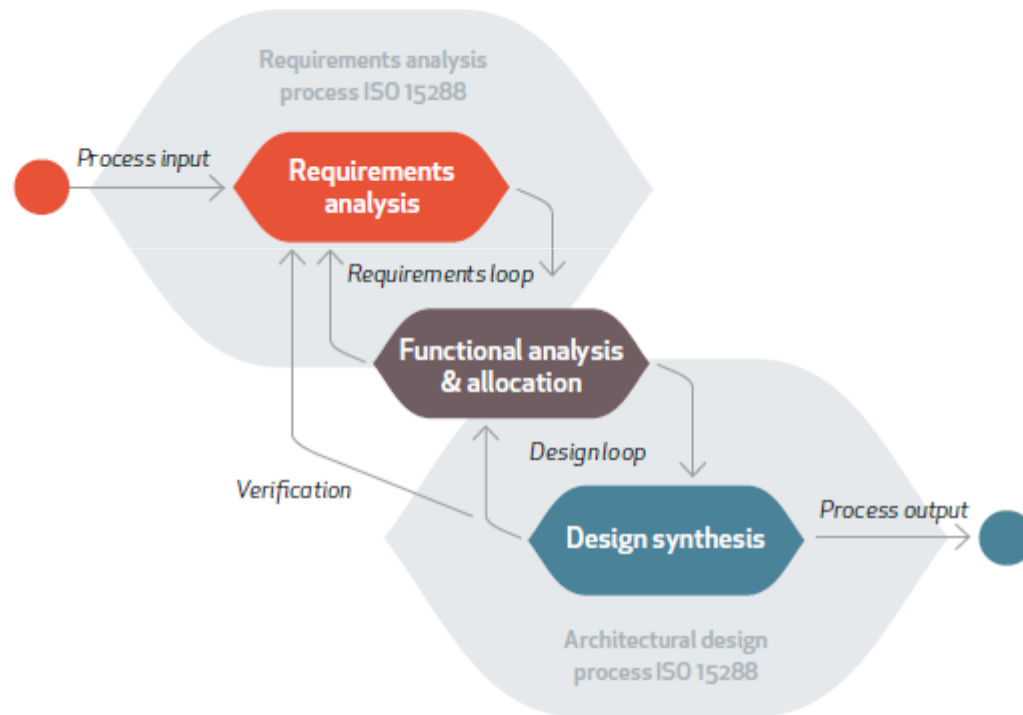 Requirements analysis
process ISO 15288
Process input
Requirements
analysis
Requirements loop
Functional analysis
& allocation
Design loop
Verification
Process output
Design synthesis
Architectural design
process ISO 15288